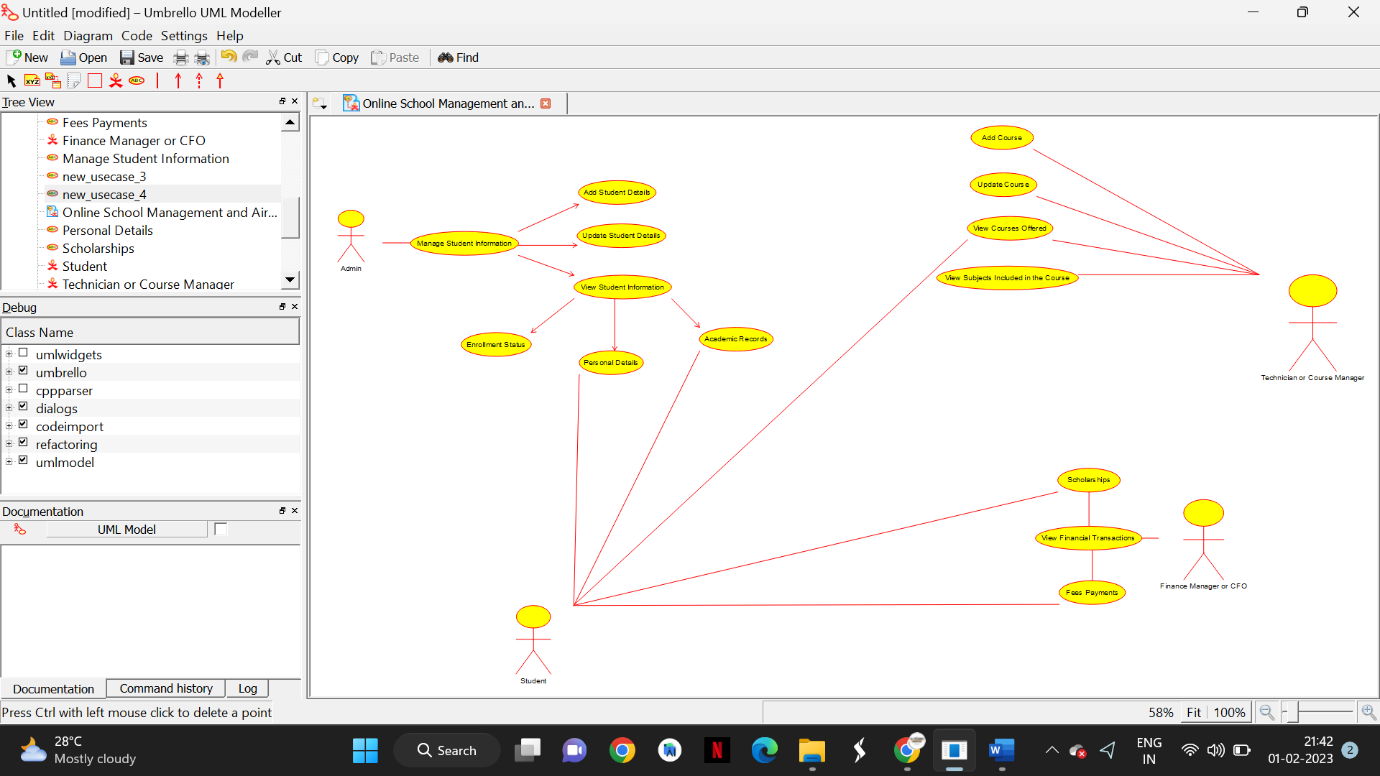 Untitled [modified] – Umbrello UML Modeller
File Edit Diagram Code Settings Help
New Open Save Cut Copy Paste Find
XYZ ABC
Tree View
Online School Management an...
Fees Payments
Finance Manager or CFO
Manage Student Information
new_usecase_3
new_usecase_4
Online School Management and Air...
Personal Details
Scholarships
Student
Technician or Course Manager
Debug
Class Name
umlwidgets
umbrello
cppparser
dialogs
codeimport
refactoring
umlmodel
Documentation
UML Model
Documentation Command history Log
Press Ctrl with left mouse click to delete a point
Add Course
Update Course
View Courses Offered
View Subjects Included in the Course
Technician or Course Manager
Add Student Details
Update Student Details
Manage Student Information
Admin
View Student Information
Enrollment Status
Personal Details
Academic Records
Scholarships
View Financial Transactions
Fees Payments
Finance Manager or CFO
Student
58% Fit 100%
28°C
Mostly cloudy
Search
N
W
ENG
IN
21:42
01-02-2023
2